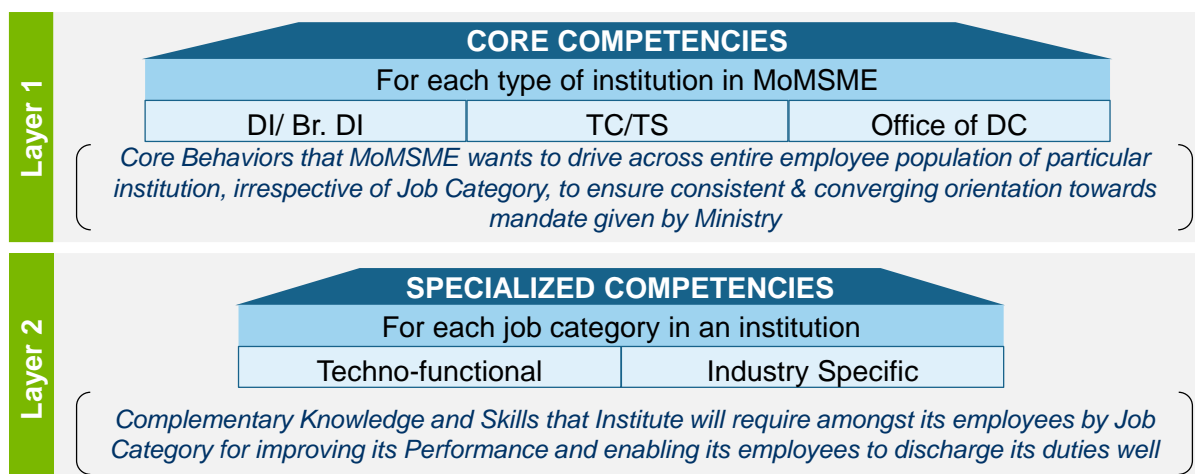 Layer 1
CORE COMPETENCIES
For each type of institution in MoMSME
DI/ Br. DI
TC/TS
Office of DC
Core Behaviors that MoMSME wants to drive across entire employee population of particular
institution, irrespective of Job Category, to ensure consistent & converging orientation towards
mandate given by Ministry
Layer 2
SPECIALIZED COMPETENCIES
For each job category in an institution
Techno-functional
Industry Specific
Complementary Knowledge and Skills that Institute will require amongst its employees by Job
Category for improving its Performance and enabling its employees to discharge its duties well